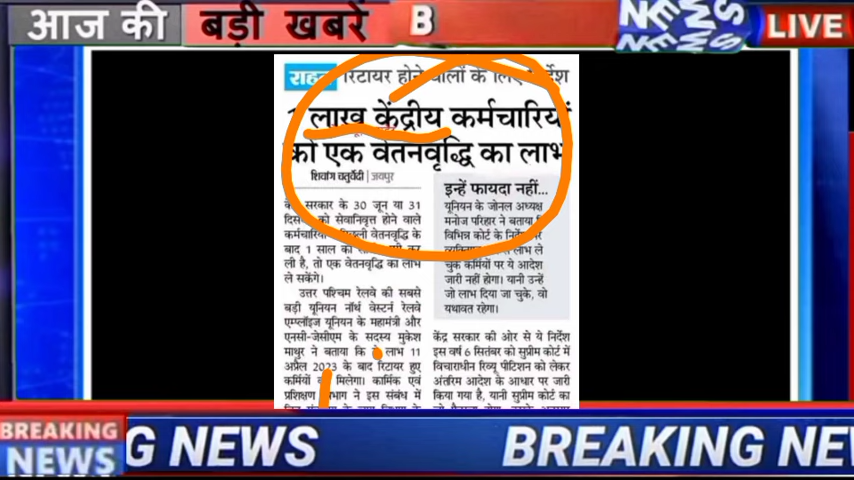 आज की बड़ी खबरें B
NEWS
NEWS
LIVE
राहत रिटायर होने वालों के लिए
लाख केंद्रीय कर्मचारियों
को एक वेतनवृद्धि का लाभ
शिवांग चतुर्वेदी | जयपुर
सरकार के 30 जून या 31
को सेवानिवृत्त होने वाले
वेतनवृद्धि के
बाद 1 साल की
ली है, तो एक वेतनवृद्धि का लाभ
ले सकेंगे।
उत्तर पश्चिम रेलवे की सबसे
बड़ी यूनियन नॉर्थ वेस्टर्न रेलवे
एम्प्लॉइज यूनियन के महामंत्री और
एनसी-जेसीएम के सदस्य मुकेश
माथुर ने बताया कि लाभ 11
अप्रैल 2023 के बाद रिटायर हुए
कर्मियों मिलेगा। कार्मिक एवं
प्रशिक्षण ने इस संबंध में
इन्हें फायदा नहीं...
यूनियन के जोनल अध्यक्ष
मनोज परिहार ने बताया
विभिन्न कोर्ट के
लाभ ले
चुके कर्मियों पर ये आदेश
जारी नहीं होगा। यानी उन्हें
जो लाभ दिया जा चुके, वो
यथावत रहेगा।
केंद्र सरकार की ओर से ये निर्देश
इस वर्ष 6 सितंबर को सुप्रीम कोर्ट में
विचाराधीन रिव्यू पीटिशन को लेकर
अंतरिम आदेश के आधार पर जारी
किया गया है, यानी सुप्रीम कोर्ट का
BREAKING
NEWS
G NEWS BREAKING NE